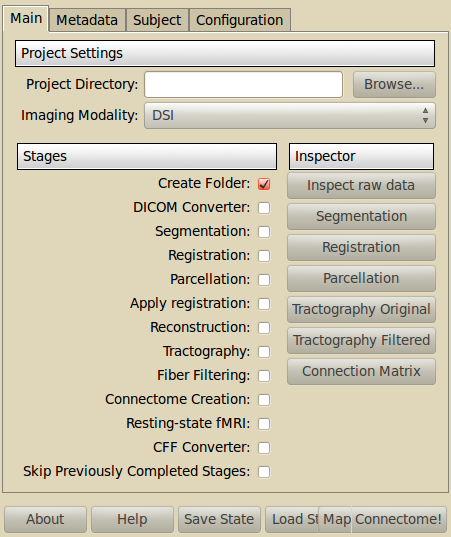 Main Metadata Subject Configuration
Project Settings
Project Directory: Browse...
Imaging Modality: DSI
Stages Inspector
Create Folder: Inspect raw data
DICOM Converter: Segmentation
Segmentation: Registration
Registration: Parcellation
Parcellation: Tractography Original
Apply registration: Tractography Filtered
Reconstruction: Connection Matrix
Tractography:
Fiber Filtering:
Connectome Creation:
Resting-state fMRI:
CFF Converter:
Skip Previously Completed Stages:
About Help Save State Load St Map Connectome!